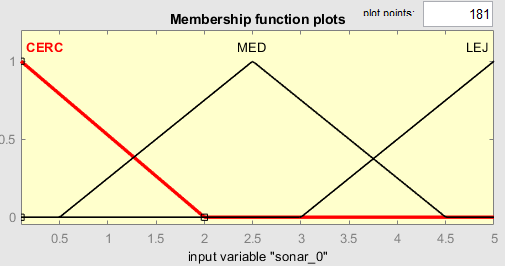 Membership function plots
plot points:
181
CERC
MED
LEJ
1
0.5
0
0.5
1
1.5
2
2.5
3
3.5
4
4.5
5
input variable "sonar_0"